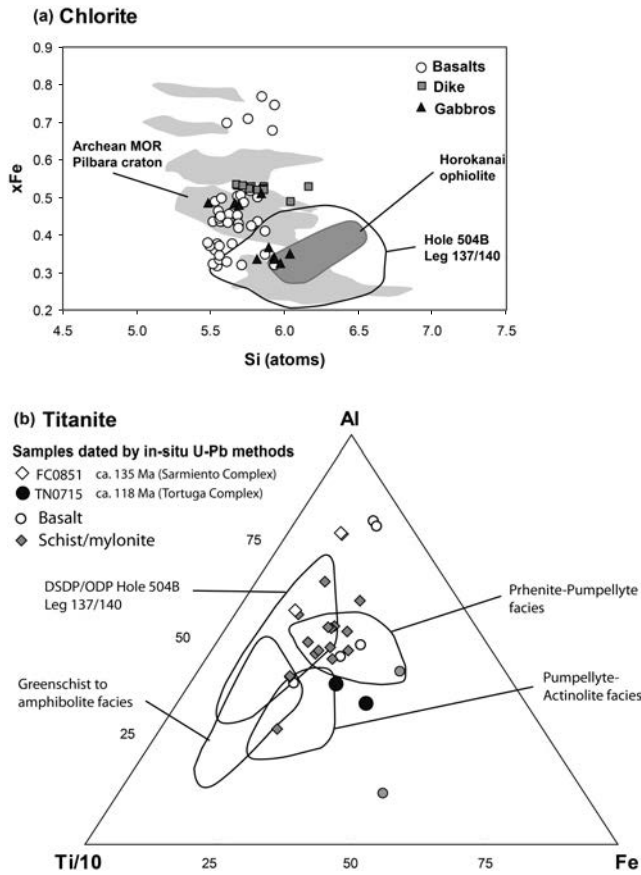 (a) Chlorite
0.9
0.8
0.7
0.6
0.5
0.4
0.3
0.2
xFe
Basalts
Dike
Gabbros
Archean MOR
Pilbara craton
Horokanai
ophiolite
Hole 504B
Leg 137/140
4.5 5.0 5.5 6.0 6.5 7.0 7.5
Si (atoms)
(b) Titanite
Al
Samples dated by in-situ U-Pb methods
FC0851 ca. 135 Ma (Sarmiento Complex)
TN0715 ca. 118 Ma (Tortuga Complex)
Basalt
Schist/mylonite
75
DSDP/ODP Hole 504B
Leg 137/140
Prhenite-Pumpellyte
facies
50
Greenschist to
amphibolite facies
Pumpellyte-
Actinolite facies
25
Ti/10 25 50 75 Fe